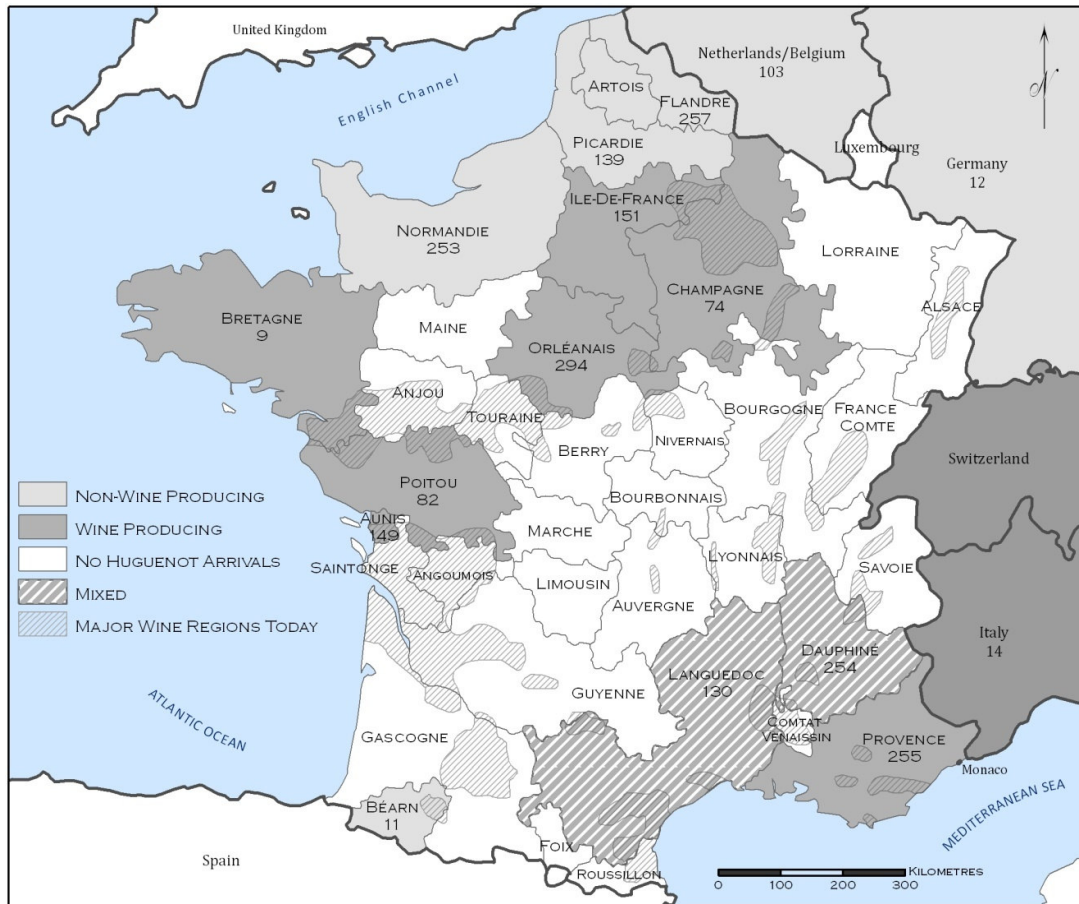 United Kingdom
Netherlands/Belgium
103
English Channel
ARTOIS
FLANDRE
257
PICARDIE
139
Luxembourg
Germany
12
ILE-DE-FRANCE
151
NORMANDIE
253
LORRAINE
CHAMPAGNE
74
ALSACE
BRETAGNE
9
MAINE
ORLÉANAIS
294
ANJOU
TOURAINE
BOURGOGNE
FRANCE
COMTE
BERRY
NIVERNAIS
Switzerland
POITOU
82
BOURBONNAIS
AUNIS
149
MARCHE
SAINTONGE
ANGOUMOIS
LIMOUSIN
LYONNAIS
SAVOIE
AUVERGNE
Italy
14
DAUPHINE
254
LANGUEDOC
130
GUYENNE
COMTAT
VENAISSIN
ATLANTIC OCEAN
GASCOGNE
PROVENCE
255
Monaco
MEDITERRANEAN SEA
BÉARN
11
Spain
FOIX
ROUSSILLON
NON-WINE PRODUCING
WINE PRODUCING
NO HUGUENOT ARRIVALS
MIXED
MAJOR WINE REGIONS TODAY
KILOMETRES
0 100 200 300
N